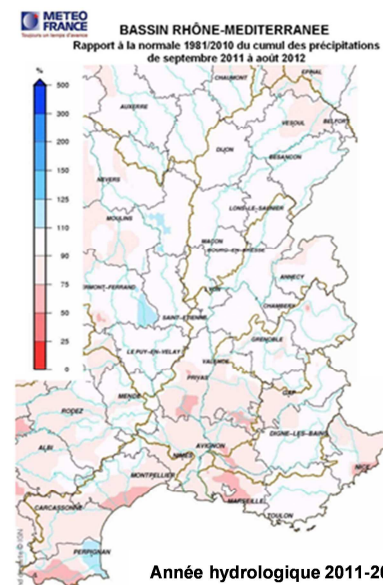 METEO
FRANCE
Toujours un temps d'avance
BASSIN RHÔNE-MEDITERRANEE
Rapport à la normale 1981/2010 du cumul des précipitations
de septembre 2011 à août 2012
%
500
300
200
150
125
110
90
75
50
25
0
CHAUMONT
EPINAL
AUXERRE
VESOUL
BELFORT
DIJON
BESANCON
NEVERS
LONS-LE-SAUNIER
MOULINS
MACON
BOURG-EN-BRESSE
ANNECY
RMONT-FERRAND
LYON
CHAMBERY
SAINT-ETIENNE
GRENOBLE
LE PUY-EN-VELAY
VALENCE
PRIVAS
MENDE
GAP
RODEZ
DIGNE-LES-BAINS
ALBI
AVIGNON
NIMES
NICE
MONTPELLIER
MARSEILLE
CARCASSONNE
TOULON
PERPIGNAN
© IGN
Année hydrologique 2011-20